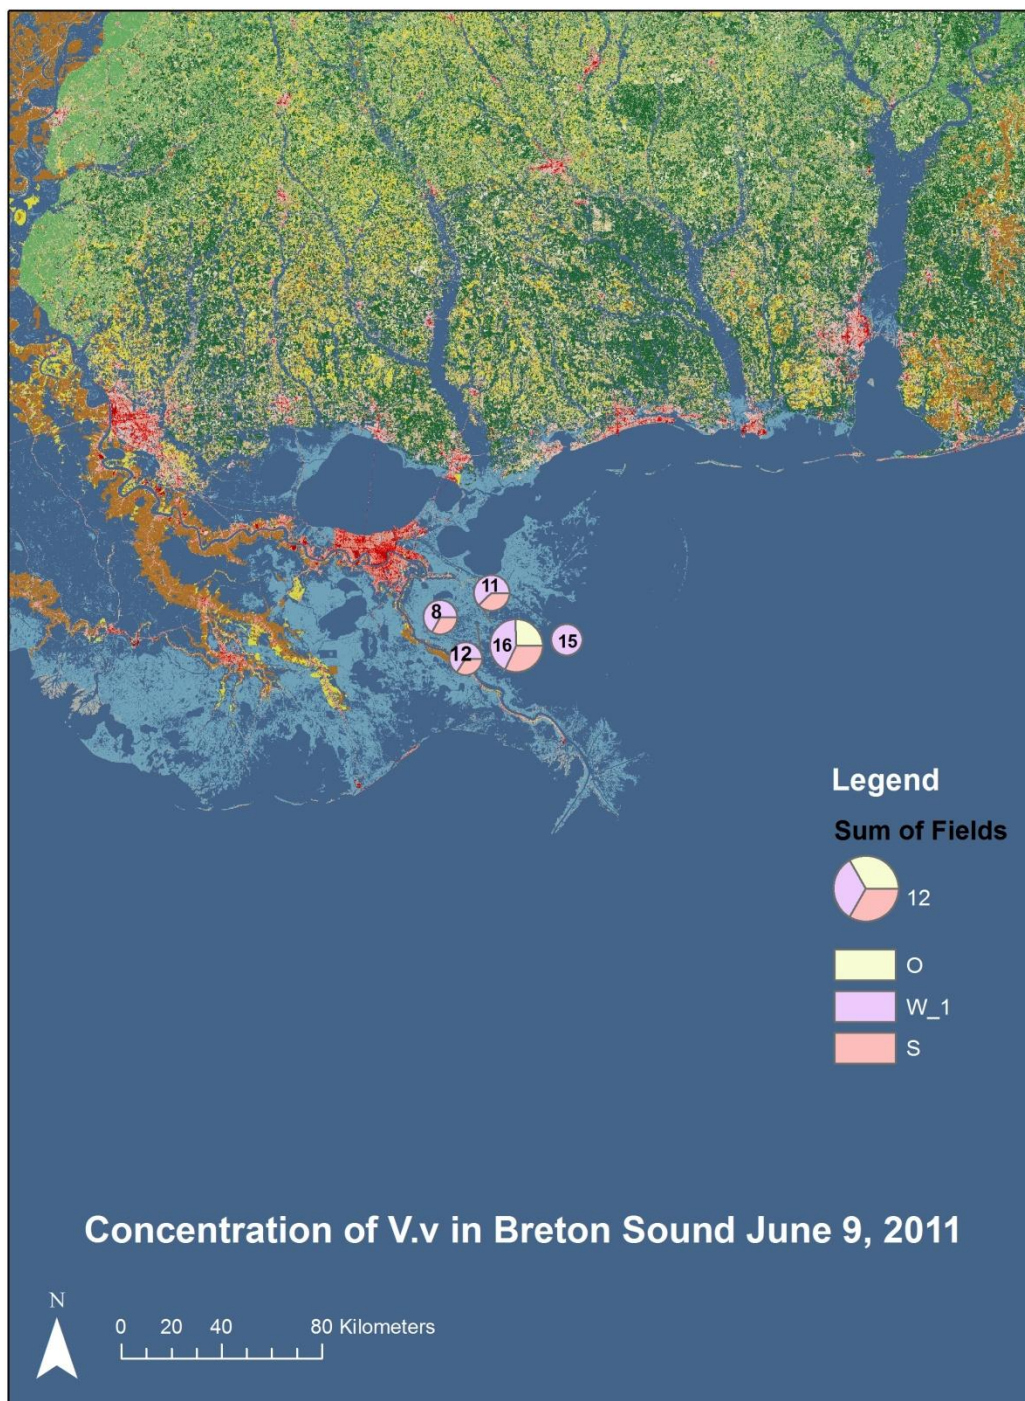 11
8
12
16
15
Legend
Sum of Fields
12
O
W_1
S
Concentration of V.v in Breton Sound June 9, 2011
N
0 20 40 80 Kilometers